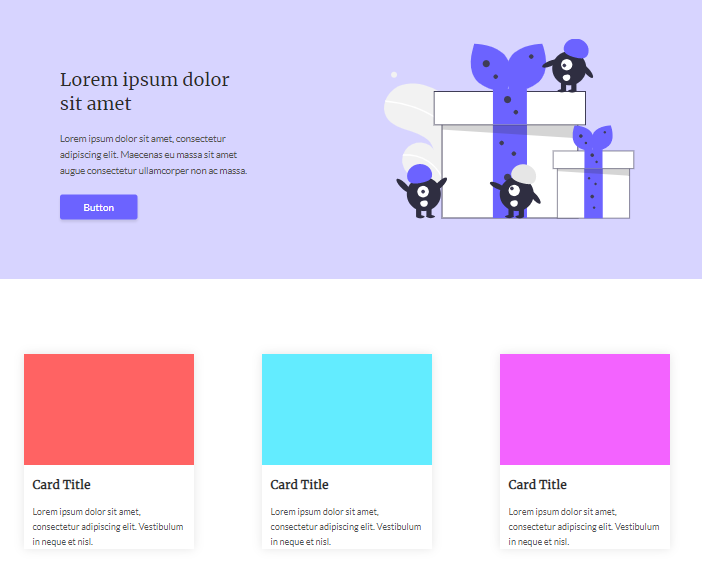 Lorem ipsum dolor
sit amet
Lorem ipsum dolor sit amet, consectetur
adipiscing elit. Maecenas eu massa sit amet
augue consectetur ullamcorper non ac massa.
Button
Card Title
Lorem ipsum dolor sit amet,
consectetur adipiscing elit. Vestibulum
in neque et nisl.
Card Title
Lorem ipsum dolor sit amet,
consectetur adipiscing elit. Vestibulum
in neque et nisl.
Card Title
Lorem ipsum dolor sit amet,
consectetur adipiscing elit. Vestibulum
in neque et nisl.